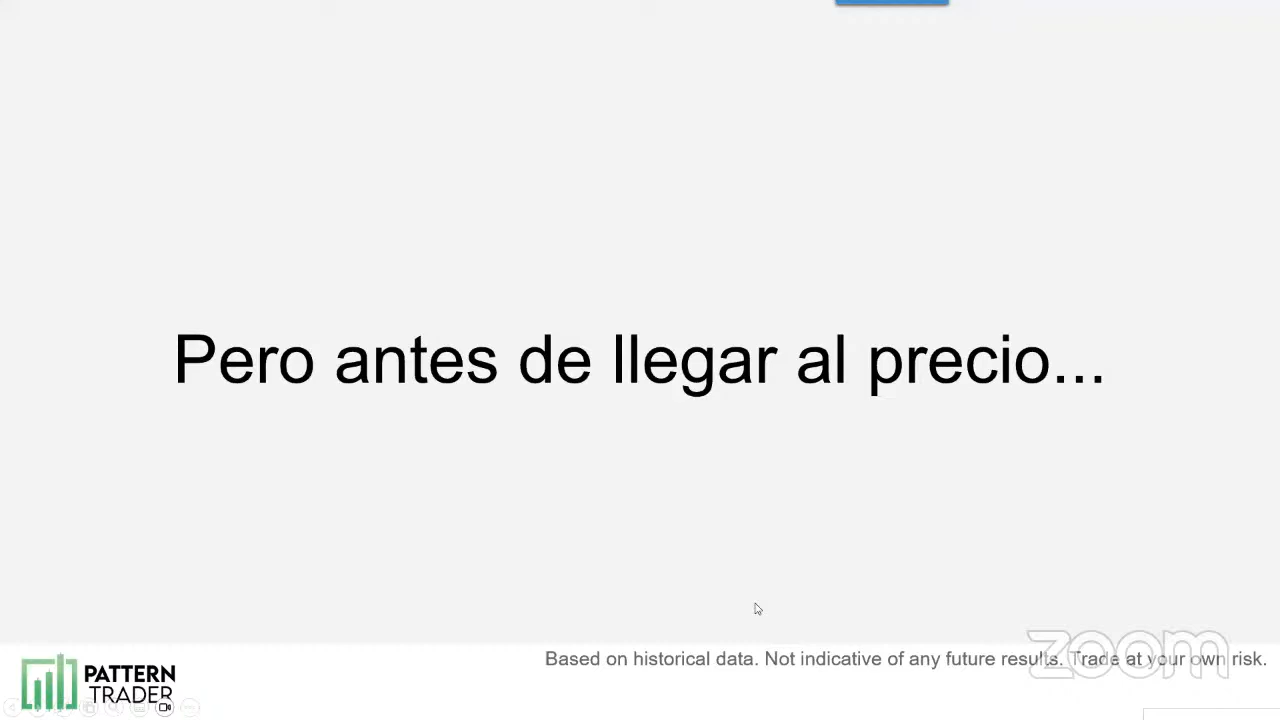 Pero antes de llegar al precio...
Based on historical data. Not indicative of any future results. Trade at your own risk.
zoom
PATTERN
TRADER